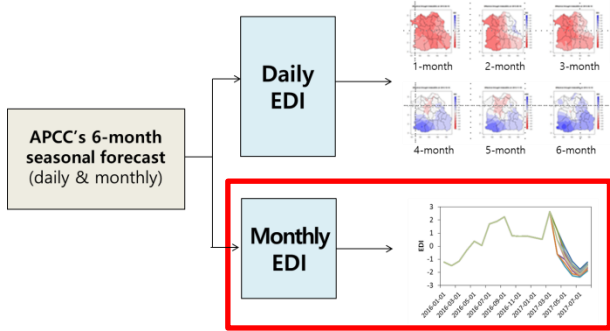 APCC's 6-month
seasonal forecast
(daily & monthly)
Daily
EDI
1-month
2-month
3-month
4-month
5-month
6-month
Monthly
EDI
EDI
3
2
1
0
-1
-2
-3
2016-01-01
2016-03-01
2016-05-01
2016-07-01
2016-09-01
2016-11-01
2017-01-01
2017-03-01
2017-05-01
2017-07-01